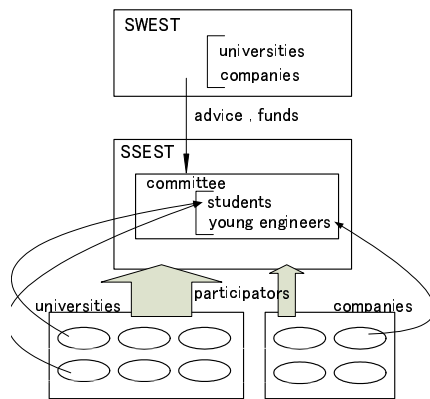 SWEST
universities
companies
advice , funds
SSEST
committee
students
young engineers
universities
participators
companies